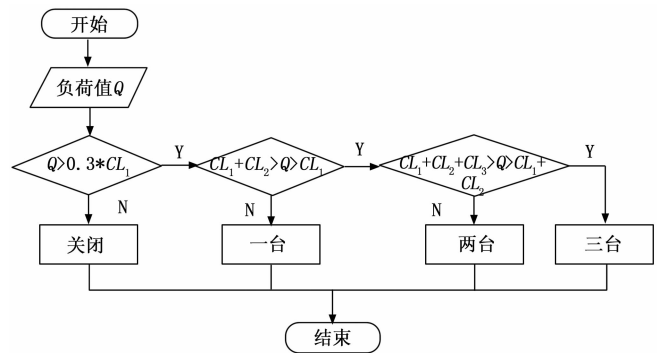 开始
负荷值Q
Q>0.3*CL₁
Y
CL₁+CL₂>Q>CL₁
Y
CL₁+CL₂+CL₃>Q>CL₁+
CL₂
Y
N
N
N
关闭
一台
两台
三台
结束